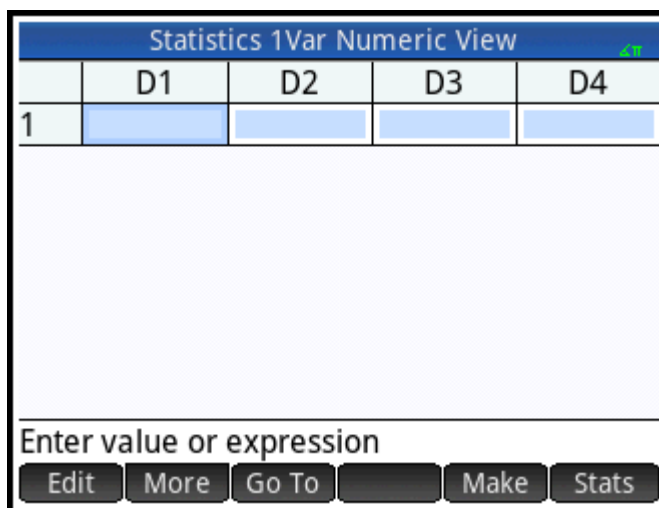 Statistics 1Var Numeric View ∡π
D1 D2 D3 D4
1
Enter value or expression
Edit More Go To Make Stats